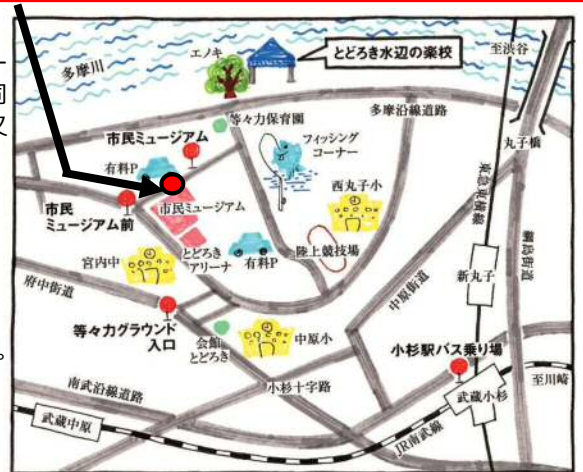 エノキ
とどろき水辺の楽校
至渋谷
多摩川
等々力保育園
多摩沿線道路
丸子橋
市民ミュージアム
フィッシング
コーナー
有料P
西丸子小
東急東横線
綱島街道
市民
ミュージアム前
市民ミュージアム
とどろき
アリーナ
有料P
陸上競技場
宮内中
中原街道
新丸子
府中街道
等々力グラウンド
入口
会館
とどろき
中原小
小杉駅バス乗り場
小杉十字路
南武沿線道路
武蔵小杉
至川崎
武蔵中原
JR南武線
。